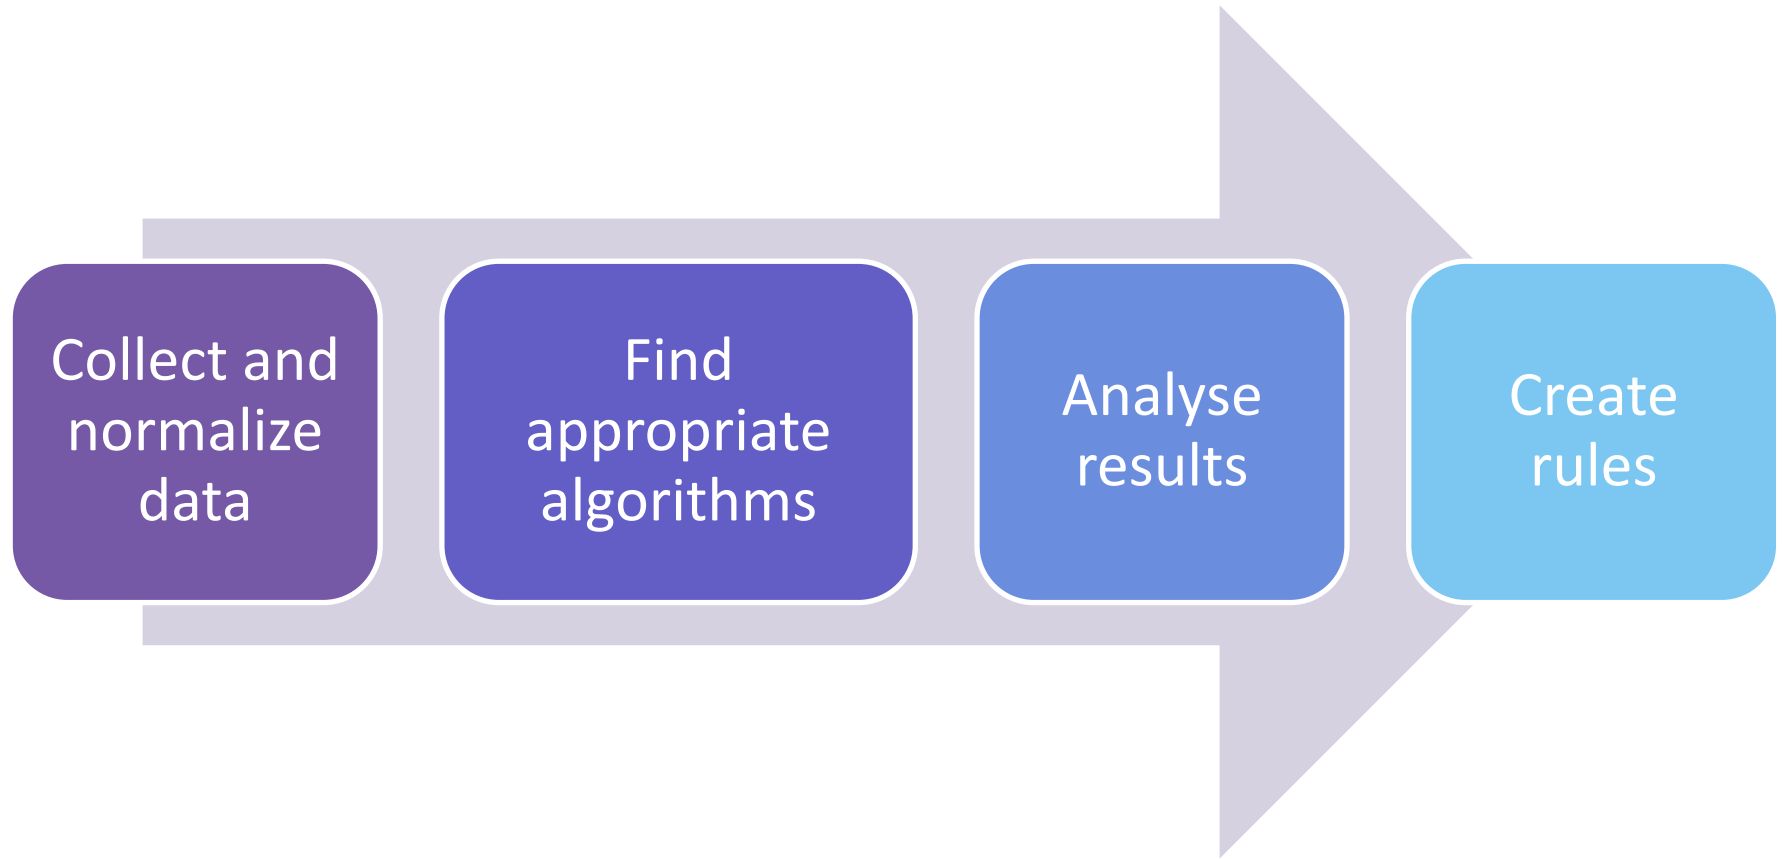 Collect and
normalize
data
Find
appropriate
algorithms
Analyse
results
Create
rules